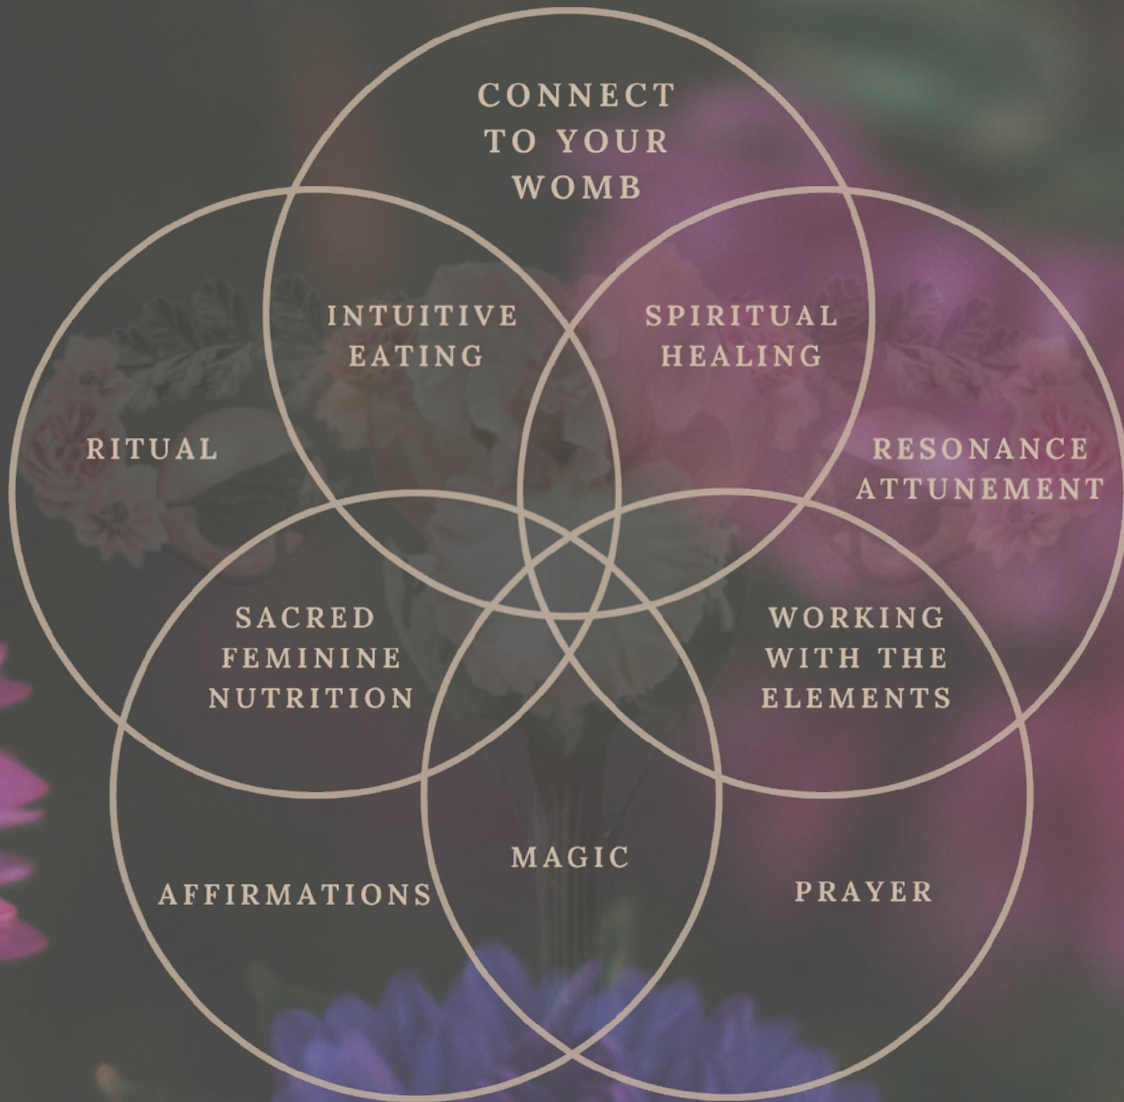 CONNECT
TO YOUR
WOMB
INTUITIVE
EATING
SPIRITUAL
HEALING
RITUAL
RESONANCE
ATTUNEMENT
SACRED
FEMININE
NUTRITION
WORKING
WITH THE
ELEMENTS
MAGIC
AFFIRMATIONS
PRAYER